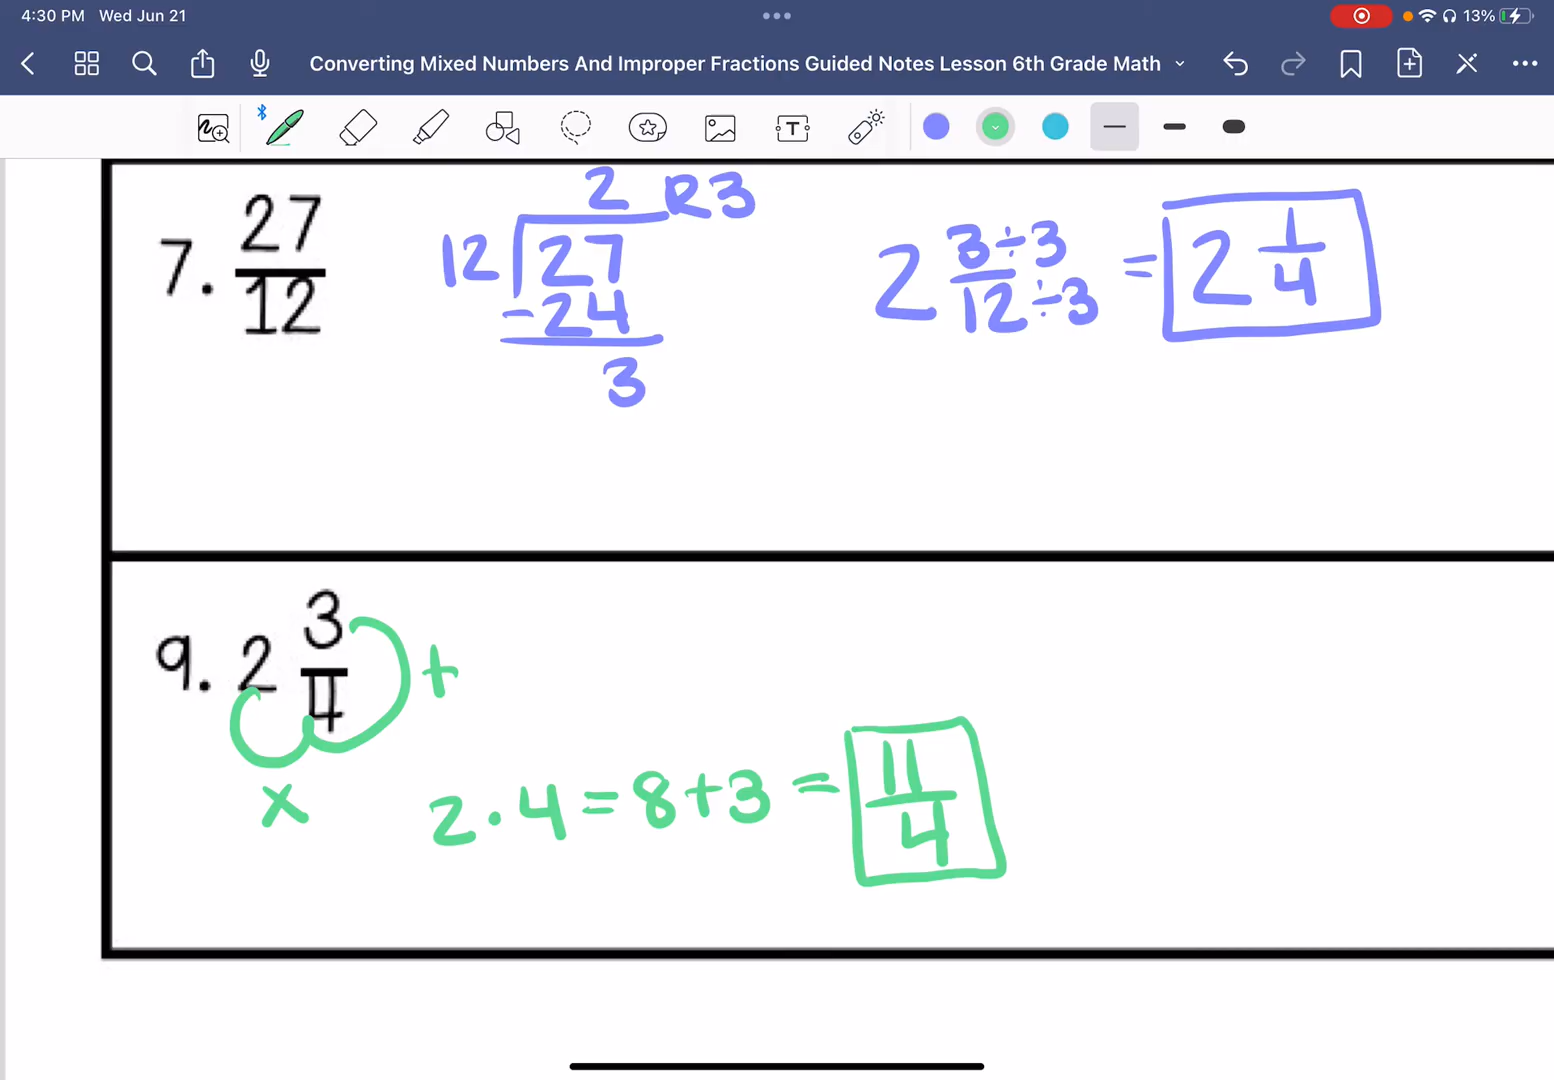 4:30 PM Wed Jun 21
13%
Converting Mixed Numbers And Improper Fractions Guided Notes Lesson 6th Grade Math
T
7. 27/12
2 R3
12 27
-24
3
2 3÷3/12÷3 = 2 1/4
9. 2 3/4
+
x
2 · 4 = 8 + 3 = 11/4